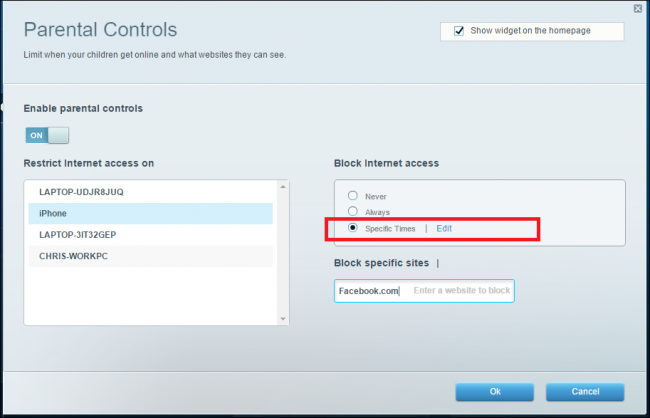 Parental Controls
Show widget on the homepage
Limit when your children get online and what websites they can see.
Enable parental controls
ON
Restrict Internet access on
LAPTOP-UDJR8JUQ
iPhone
LAPTOP-3IT32GEP
CHRIS-WORKPC
Block Internet access
Never
Always
Specific Times | Edit
Block specific sites |
Facebook.com Enter a website to block
Ok
Cancel